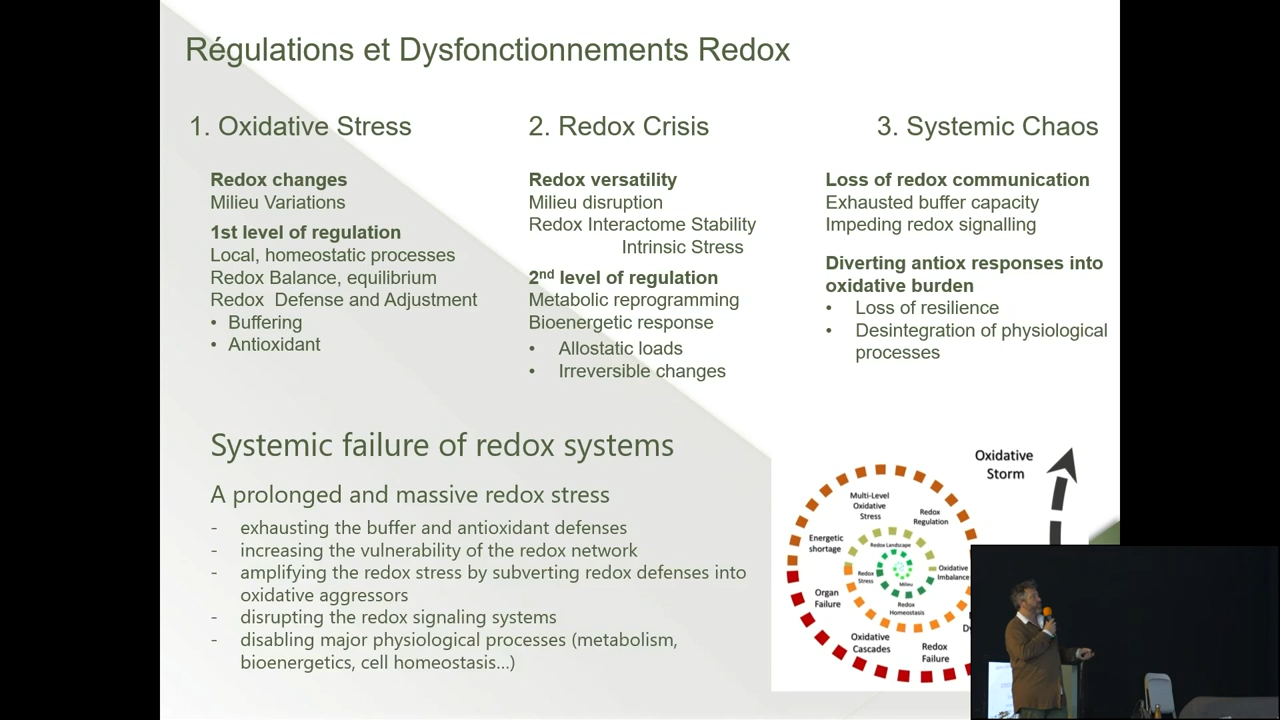 Régulations et Dysfonctionnements Redox
1. Oxidative Stress
Redox changes
Milieu Variations
1st level of regulation
Local, homeostatic processes
Redox Balance, equilibrium
Redox Defense and Adjustment
• Buffering
• Antioxidant
2. Redox Crisis
Redox versatility
Milieu disruption
Redox Interactome Stability
Intrinsic Stress
2nd level of regulation
Metabolic reprogramming
Bioenergetic response
• Allostatic loads
• Irreversible changes
3. Systemic Chaos
Loss of redox communication
Exhausted buffer capacity
Impeding redox signalling
Diverting antiox responses into
oxidative burden
• Loss of resilience
• Desintegration of physiological
processes
Systemic failure of redox systems
A prolonged and massive redox stress
- exhausting the buffer and antioxidant defenses
- increasing the vulnerability of the redox network
- amplifying the redox stress by subverting redox defenses into
oxidative aggressors
- disrupting the redox signaling systems
- disabling major physiological processes (metabolism,
bioenergetics, cell homeostasis...)
Oxidative
Storm
Multi-Level
Oxidative
Stress
Redox
Regulation
Energetic
shortage
Redox Landscape
Oxidative
Imbalance
Redox
Stress
Milieu
Redox
Homeostasis
Organ
Failure
Oxidative
Cascades
Redox
Failure